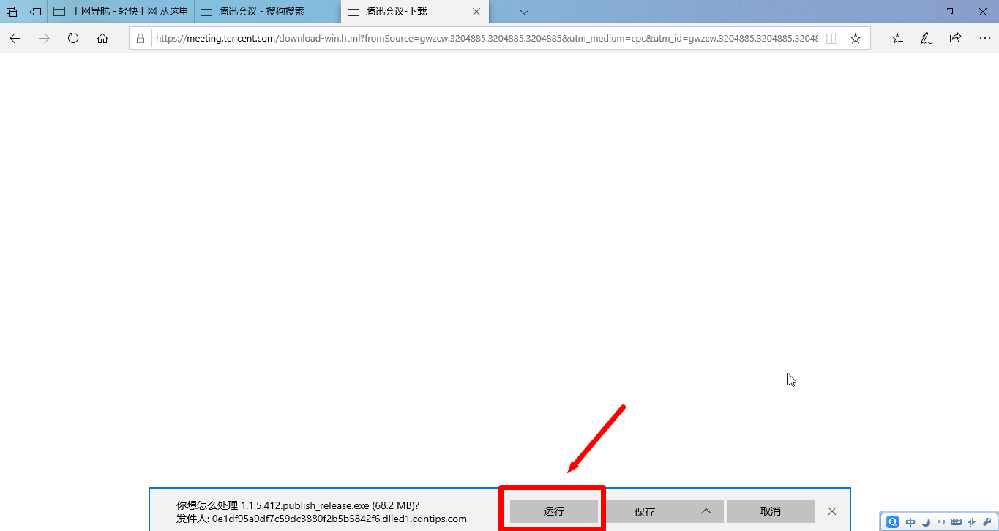 上网导航 - 轻快上网 从这里
腾讯会议 - 搜狗搜索
腾讯会议-下载
https://meeting.tencent.com/download-win.html?fromSource=gwzcw.3204885.3204885.3204885&utm_medium=cpc&utm_id=gwzcw.3204885.3204885.32048
你想怎么处理 1.1.5.412.publish_release.exe (68.2 MB)?
发件人: 0e1df95a9df7c59dc3880f2b5b5842f6.dlied1.cdntips.com
运行
保存
取消
中